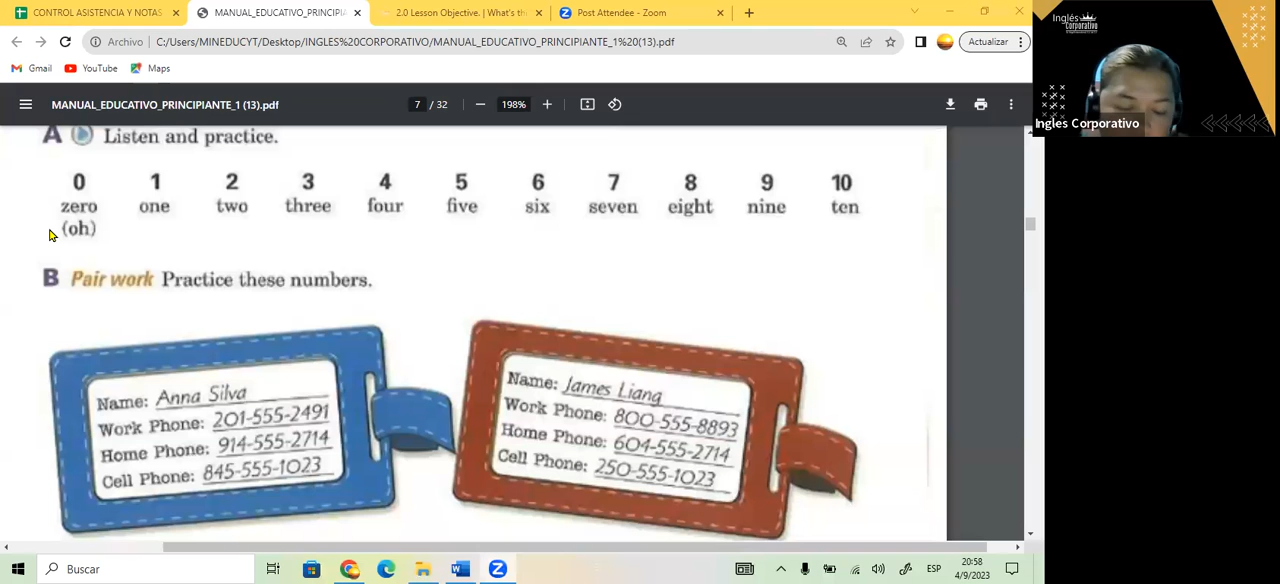 CONTROL ASISTENCIA Y NOTAS
MANUAL_EDUCATIVO_PRINCIPIA
2.0 Lesson Objective. | What's th
Post Attendee - Zoom
Archivo
C:/Users/MINEDUCYT/Desktop/INGLES%20CORPORATIVO/MANUAL_EDUCATIVO_PRINCIPIANTE_1%20(13).pdf
Actualizar
Gmail
YouTube
Maps
MANUAL_EDUCATIVO_PRINCIPIANTE_1 (13).pdf
7 / 32
198%
Inglés
Corporativo
Ingles Corporativo
A Listen and practice.
0 1 2 3 4 5 6 7 8 9 10
zero one two three four five six seven eight nine ten
(oh)
B Pair work Practice these numbers.
Name: Anna Silva
Work Phone: 201-555-2491
Home Phone: 914-555-2714
Cell Phone: 845-555-1023
Name: James Liang
Work Phone: 800-555-8893
Home Phone: 604-555-2714
Cell Phone: 250-555-1023
Buscar
ESP
20:58
4/9/2023